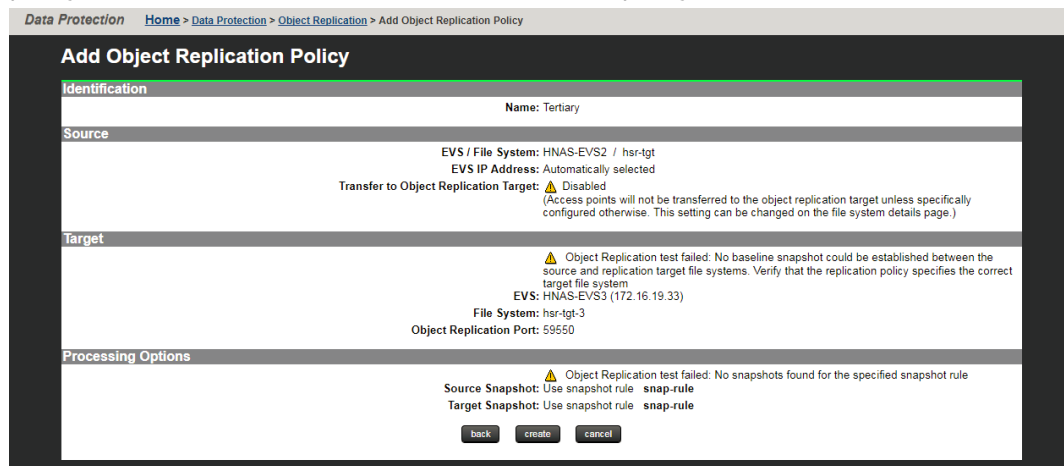 Data Protection Home > Data Protection > Object Replication > Add Object Replication Policy
Add Object Replication Policy
Identification
Name: Tertiary
Source
EVS / File System: HNAS-EVS2 / hsr-tgt
EVS IP Address: Automatically selected
Transfer to Object Replication Target: Disabled
(Access points will not be transferred to the object replication target unless specifically
configured otherwise. This setting can be changed on the file system details page.)
Target
Object Replication test failed: No baseline snapshot could be established between the
source and replication target file systems. Verify that the replication policy specifies the correct
target file system
EVS: HNAS-EVS3 (172.16.19.33)
File System: hsr-tgt-3
Object Replication Port: 59550
Processing Options
Object Replication test failed: No snapshots found for the specified snapshot rule
Source Snapshot: Use snapshot rule snap-rule
Target Snapshot: Use snapshot rule snap-rule
back create cancel